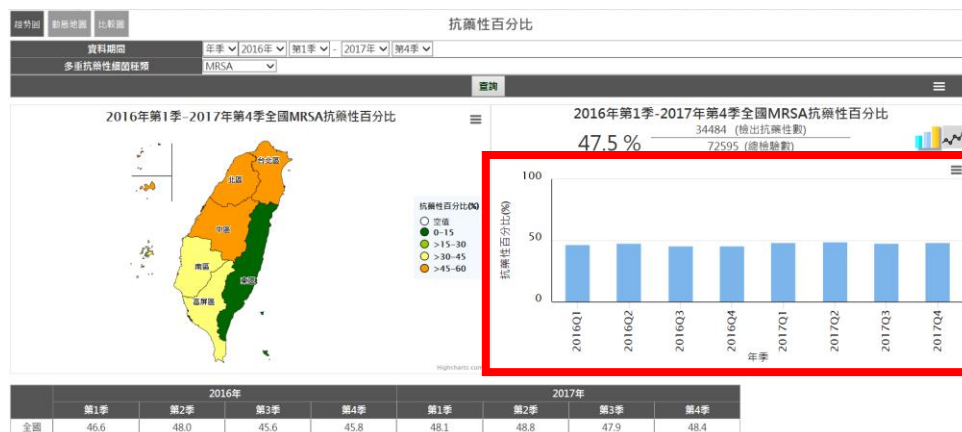 趨勢圖 動態地圖 比較圖
抗藥性百分比
資料期間 年季 2016年 第1季 - 2017年 第4季
多重抗藥性細菌種類 MRSA
查詢
2016年第1季-2017年第4季全國MRSA抗藥性百分比
台北區
北區
中區
南區
東區
高屏區
抗藥性百分比(%)
空值
0-15
>15-30
>30-45
>45-60
Highcharts.com
2016年第1季-2017年第4季全國MRSA抗藥性百分比
47.5 %
34484 (檢出抗藥性數)
72595 (總檢驗數)
抗藥性百分比(%)
100
50
0
2016Q1 2016Q2 2016Q3 2016Q4 2017Q1 2017Q2 2017Q3 2017Q4
年季
2016年 2017年
第1季 第2季 第3季 第4季 第1季 第2季 第3季 第4季
全國 46.6 48.0 45.6 45.8 48.1 48.8 47.9 48.4